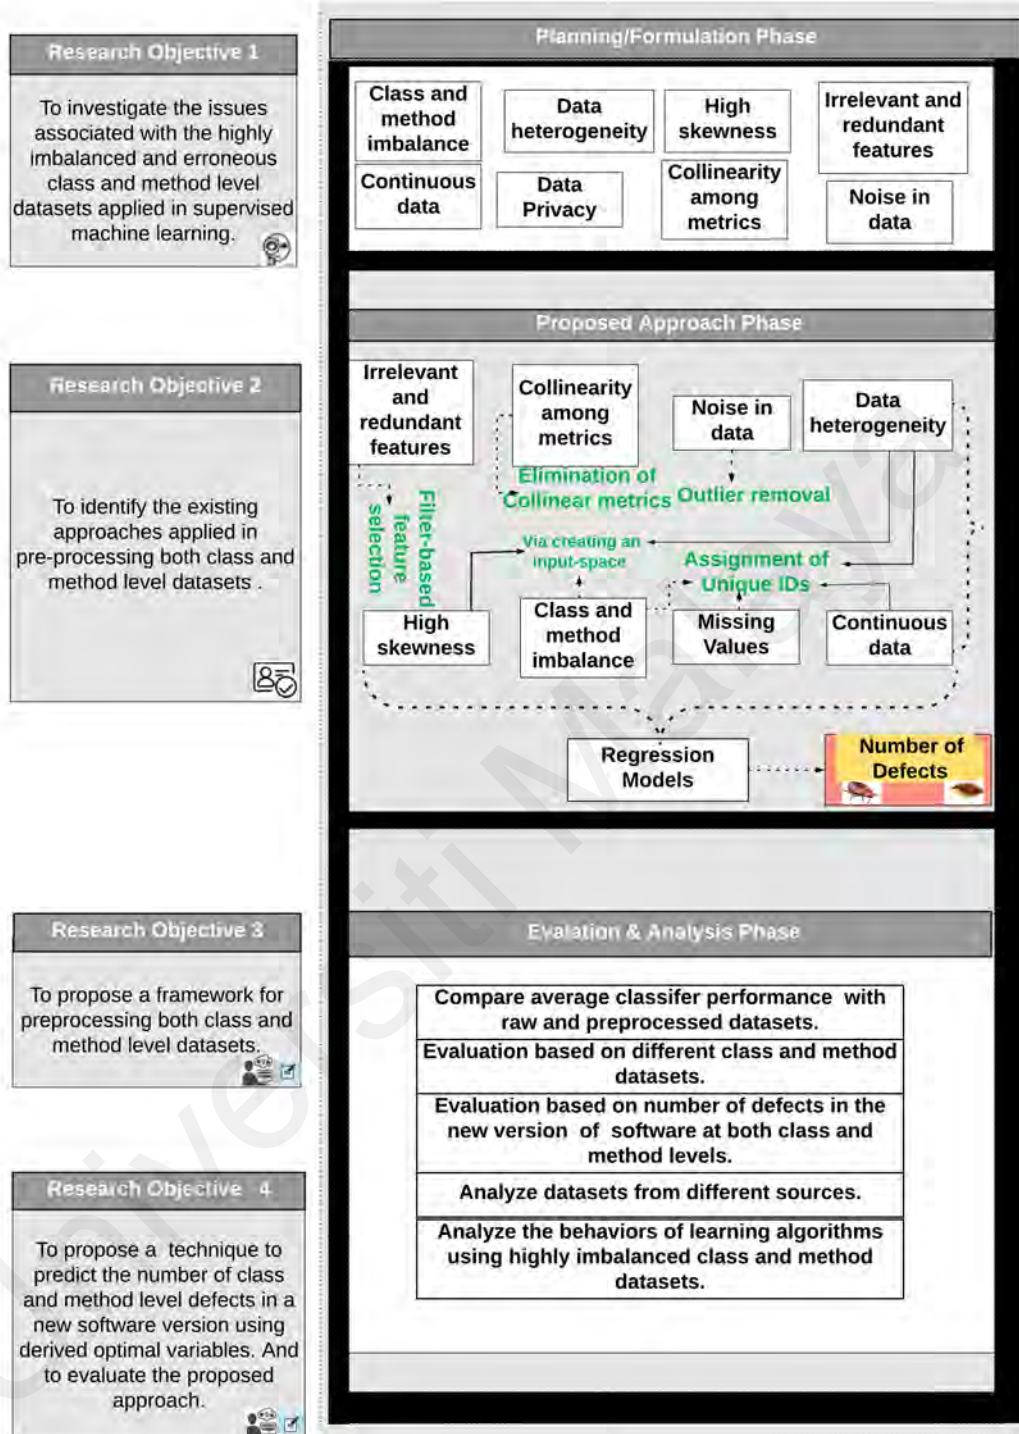 Research Objective 1
To investigate the issues
associated with the highly
imbalanced and erroneous
class and method level
datasets applied in supervised
machine learning.
Research Objective 2
To identify the existing
approaches applied in
pre-processing both class and
method level datasets .
Research Objective 3
To propose a framework for
preprocessing both class and
method level datasets.
Research Objective 4
To propose a technique to
predict the number of class
and method level defects in a
new software version using
derived optimal variables. And
to evaluate the proposed
approach.
Planning/Formulation Phase
Class and
method
imbalance
Data
heterogeneity
High
skewness
Irrelevant and
redundant
features
Continuous
data
Data
Privacy
Collinearity
among
metrics
Noise in
data
Proposed Approach Phase
Irrelevant
and
redundant
features
Collinearity
among
metrics
Noise in
data
Data
heterogeneity
Filter-based
feature
selection
Elimination of
Collinear metrics
Outlier removal
Via creating an
input-space
Assignment of
Unique IDs
High
skewness
Class and
method
imbalance
Missing
Values
Continuous
data
Regression
Models
Number of
Defects
Evalation & Analysis Phase
Compare average classifer performance with
raw and preprocessed datasets.
Evaluation based on different class and method
datasets.
Evaluation based on number of defects in the
new version of software at both class and
method levels.
Analyze datasets from different sources.
Analyze the behaviors of learning algorithms
using highly imbalanced class and method
datasets.
Universiti Malaya